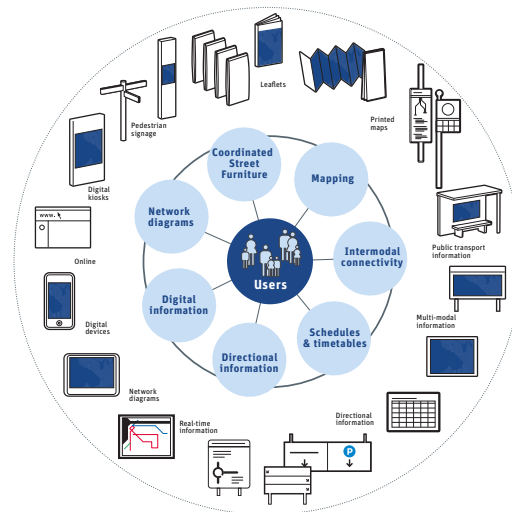 Leaflets
Pedestrian
signage
Printed
maps
Digital
kiosks
www.
Online
Digital
devices
Network
diagrams
Real-time
information
Directional
information
P
Multi-modal
information
Public transport
information
Coordinated
Street
Furniture
Mapping
Network
diagrams
Intermodal
connectivity
Users
Digital
information
Schedules
& timetables
Directional
information